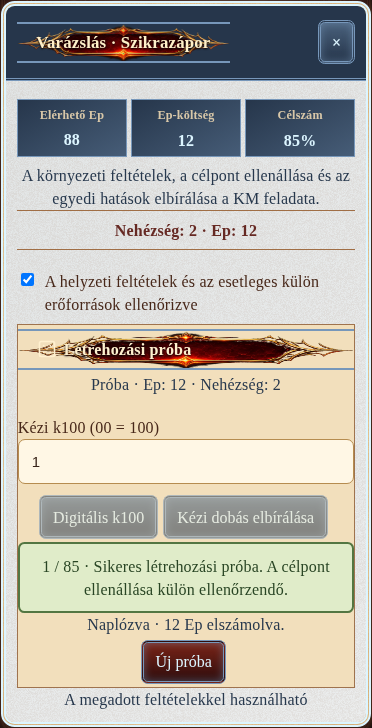 Varázslás · Szikrazápor
×
Elérhető Ep
88
Ep-költség
12
Célszám
85%
A környezeti feltételek, a célpont ellenállása és az
egyedi hatások elbírálása a KM feladata.
Nehézség: 2 · Ep: 12
A helyzeti feltételek és az esetleges külön
erőforrások ellenőrizve
Létrehozási próba
Próba · Ep: 12 · Nehézség: 2
Kézi k100 (00 = 100)
1
Digitális k100
Kézi dobás elbírálása
1 / 85 · Sikeres létrehozási próba. A célpont
ellenállása külön ellenőrzendő.
Naplózva · 12 Ep elszámolva.
Új próba
A megadott feltételekkel használható